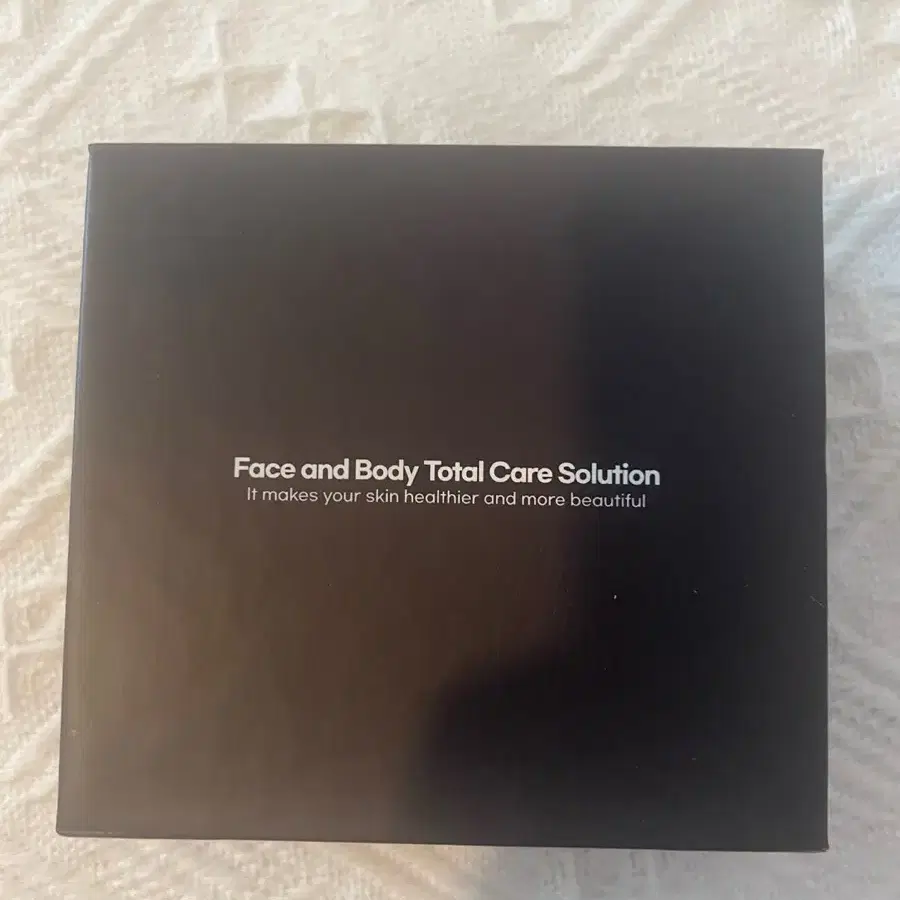 Face and Body Total Care Solution
It makes your skin healthier and more beautiful